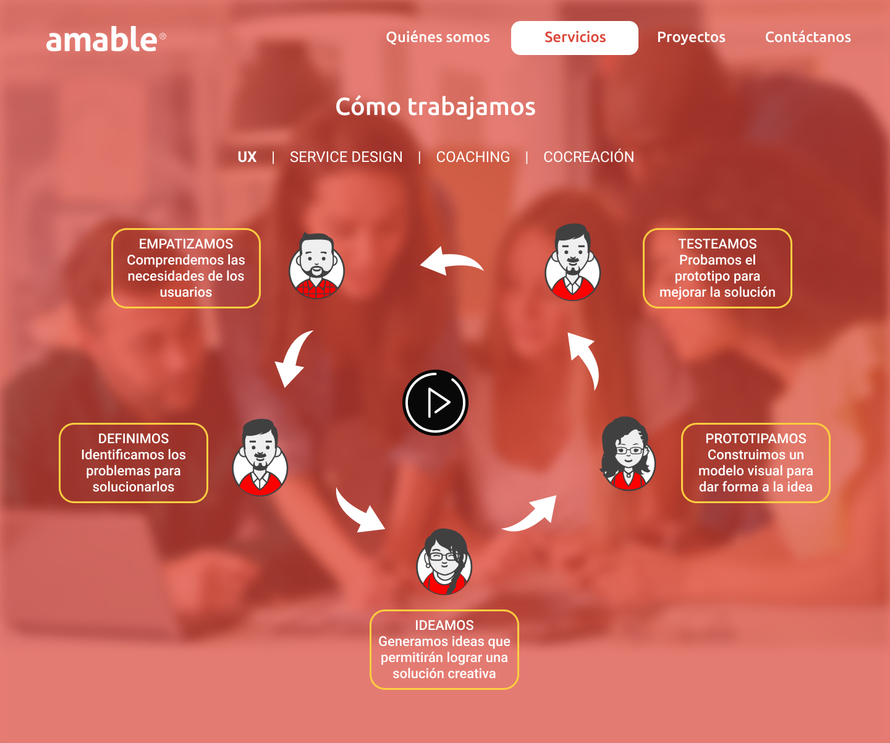 amable®
Quiénes somos
Servicios
Proyectos
Contáctanos
Cómo trabajamos
UX | SERVICE DESIGN | COACHING | COCREACIÓN
EMPATIZAMOS
Comprendemos las
necesidades de los
usuarios
TESTEAMOS
Probamos el
prototipo para
mejorar la solución
DEFINIMOS
Identificamos los
problemas para
solucionarlos
PROTOTIPAMOS
Construimos un
modelo visual para
dar forma a la idea
IDEAMOS
Generamos ideas que
permitirán lograr una
solución creativa